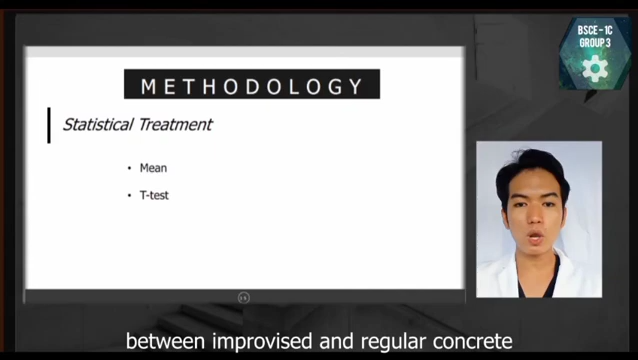 BSCE - 1C
GROUP 3
METHODOLOGY
Statistical Treatment
• Mean
• T-test
between improvised and regular concrete